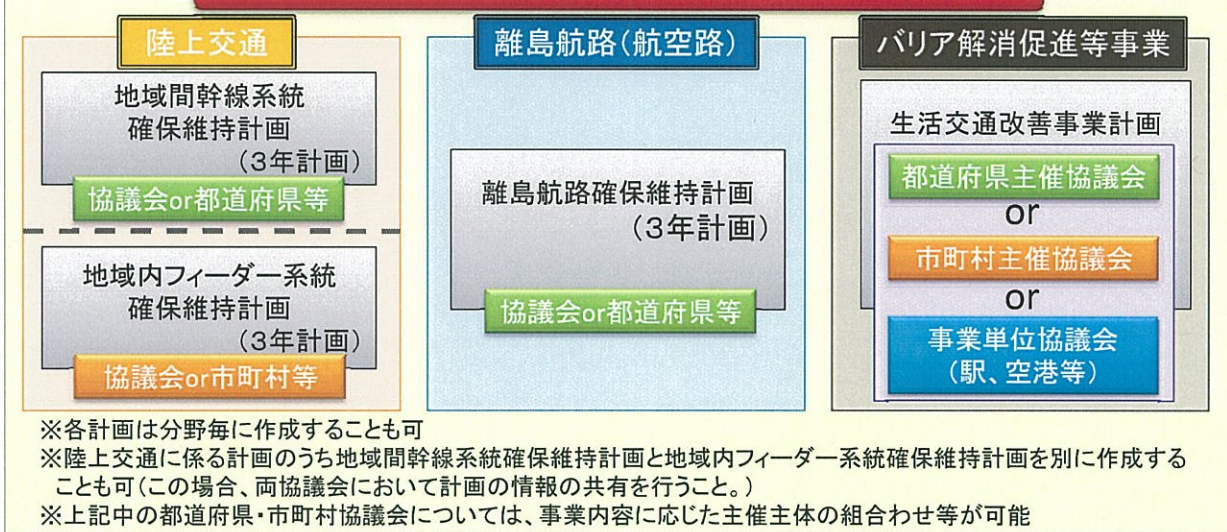 陸上交通
地域間幹線系統
確保維持計画
(3年計画)
協議会or都道府県等
地域内フィーダー系統
確保維持計画
(3年計画)
協議会or市町村等
離島航路(航空路)
離島航路確保維持計画
(3年計画)
協議会or都道府県等
バリア解消促進等事業
生活交通改善事業計画
都道府県主催協議会
or
市町村主催協議会
or
事業単位協議会
(駅、空港等)
※各計画は分野毎に作成することも可
※陸上交通に係る計画のうち地域間幹線系統確保維持計画と地域内フィーダー系統確保維持計画を別に作成する
ことも可(この場合、両協議会において計画の情報の共有を行うこと。)
※上記中の都道府県・市町村協議会については、事業内容に応じた主催主体の組合わせ等が可能